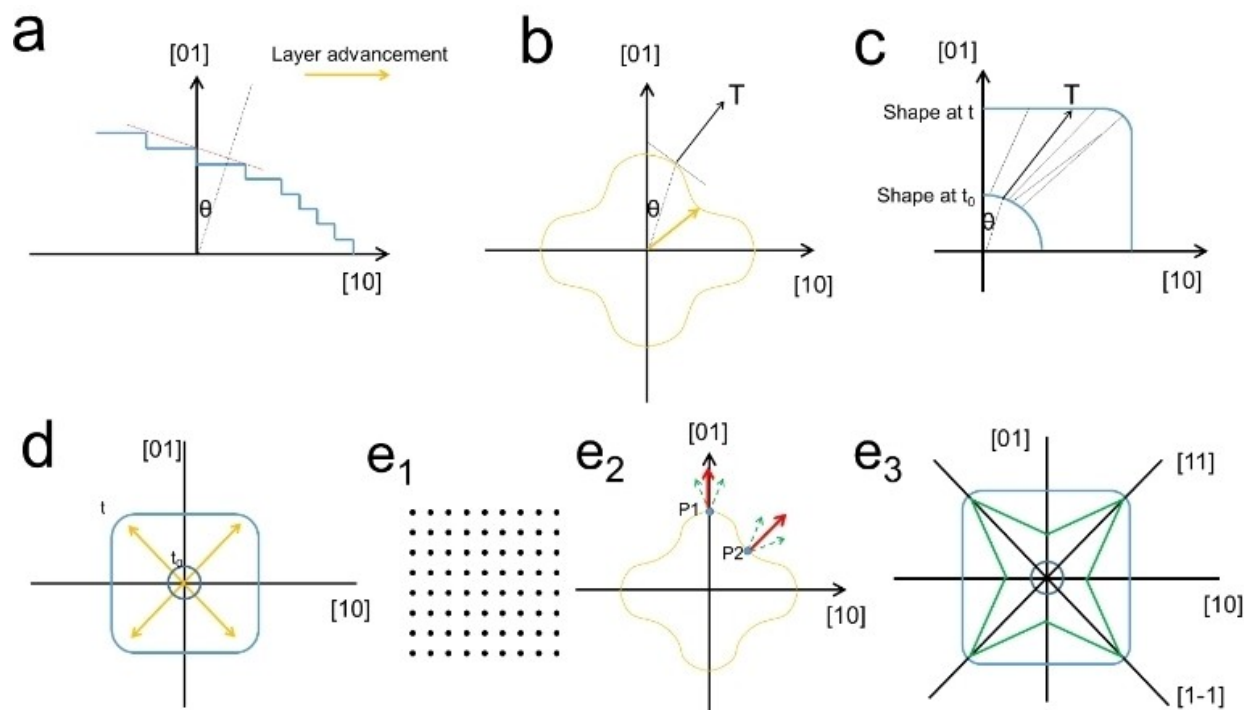 a
[01]
Layer advancement
θ
[10]
b
[01]
T
θ
[10]
c
[01]
Shape at t
T
Shape at t0
θ
[10]
d
[01]
t
t0
[10]
e1
e2
[01]
P1
P2
[10]
e3
[01]
[11]
[10]
[1-1]